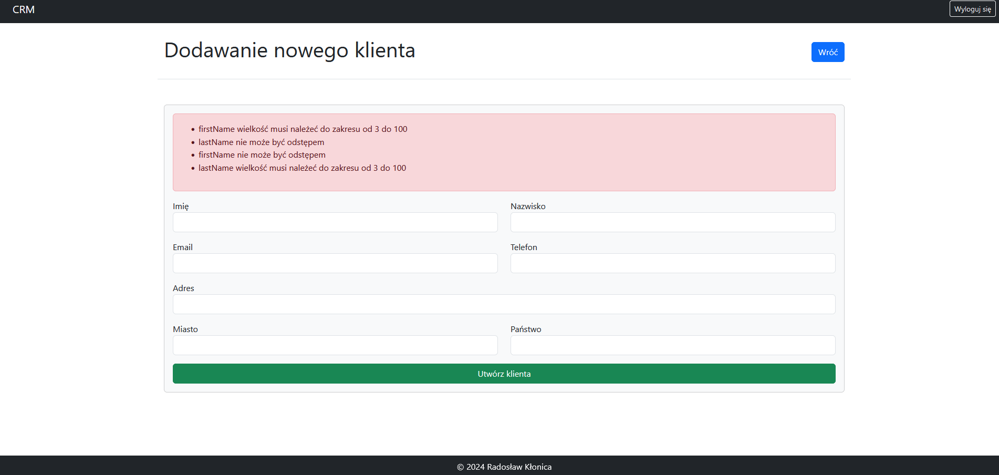 CRM
Wyloguj się
Dodawanie nowego klienta
Wróć
firstName wielkość musi należeć do zakresu od 3 do 100
lastName nie może być odstępem
firstName nie może być odstępem
lastName wielkość musi należeć do zakresu od 3 do 100
Imię
Nazwisko
Email
Telefon
Adres
Miasto
Państwo
Utwórz klienta
© 2024 Radosław Kłonica